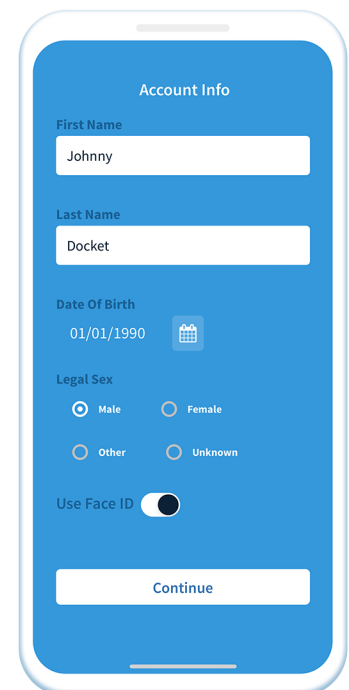 Account Info
First Name
Johnny
Last Name
Docket
Date Of Birth
01/01/1990
Legal Sex
Male Female
Other Unknown
Use Face ID
Continue